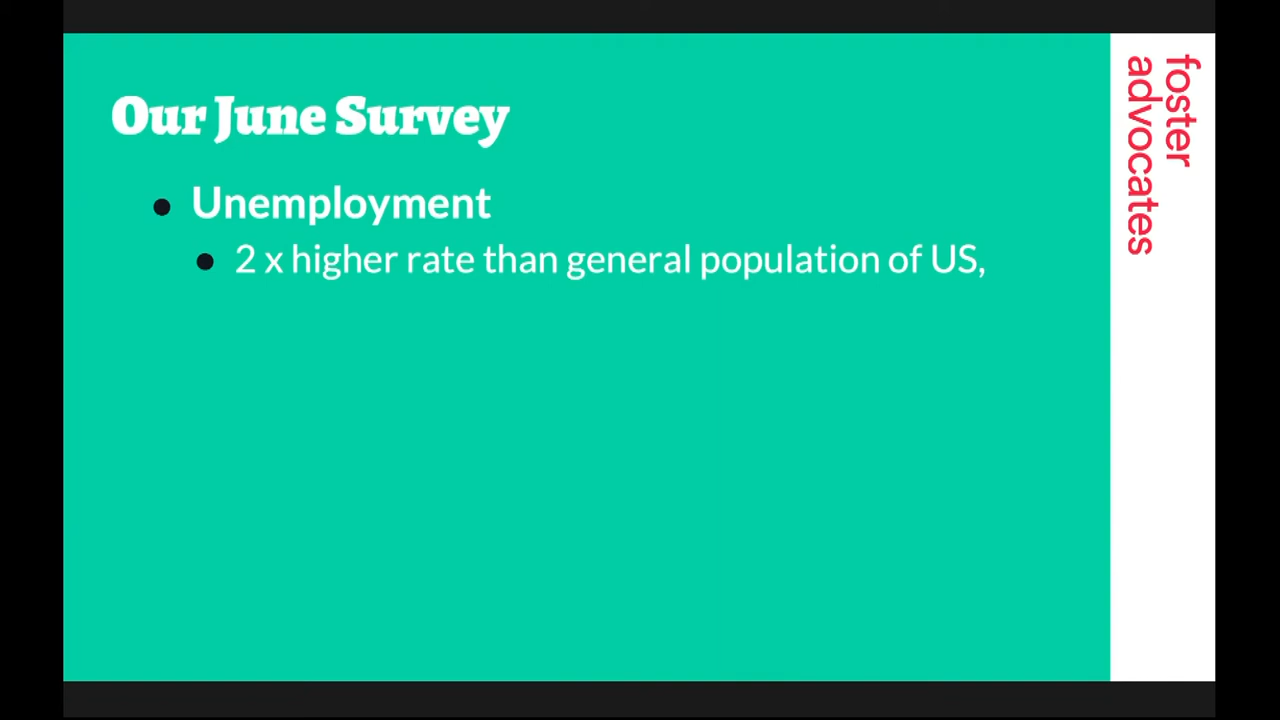 Our June Survey
● Unemployment
● 2 x higher rate than general population of US,
foster
advocates